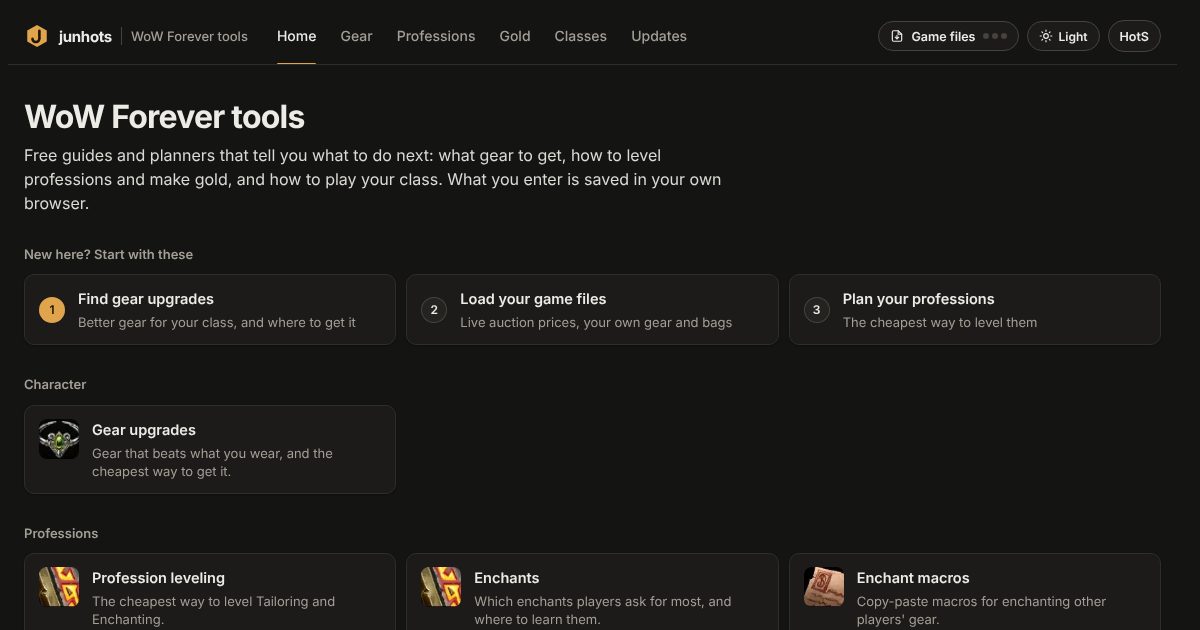 junhots
WoW Forever tools
Home
Gear
Professions
Gold
Classes
Updates
Game files
Light
HotS
WoW Forever tools
Free guides and planners that tell you what to do next: what gear to get, how to level
professions and make gold, and how to play your class. What you enter is saved in your own
browser.
New here? Start with these
1
Find gear upgrades
Better gear for your class, and where to get it
2
Load your game files
Live auction prices, your own gear and bags
3
Plan your professions
The cheapest way to level them
Character
Gear upgrades
Gear that beats what you wear, and the
cheapest way to get it.
Professions
Profession leveling
The cheapest way to level Tailoring and
Enchanting.
Enchants
Which enchants players ask for most, and
where to learn them.
Enchant macros
Copy-paste macros for enchanting other
players' gear.